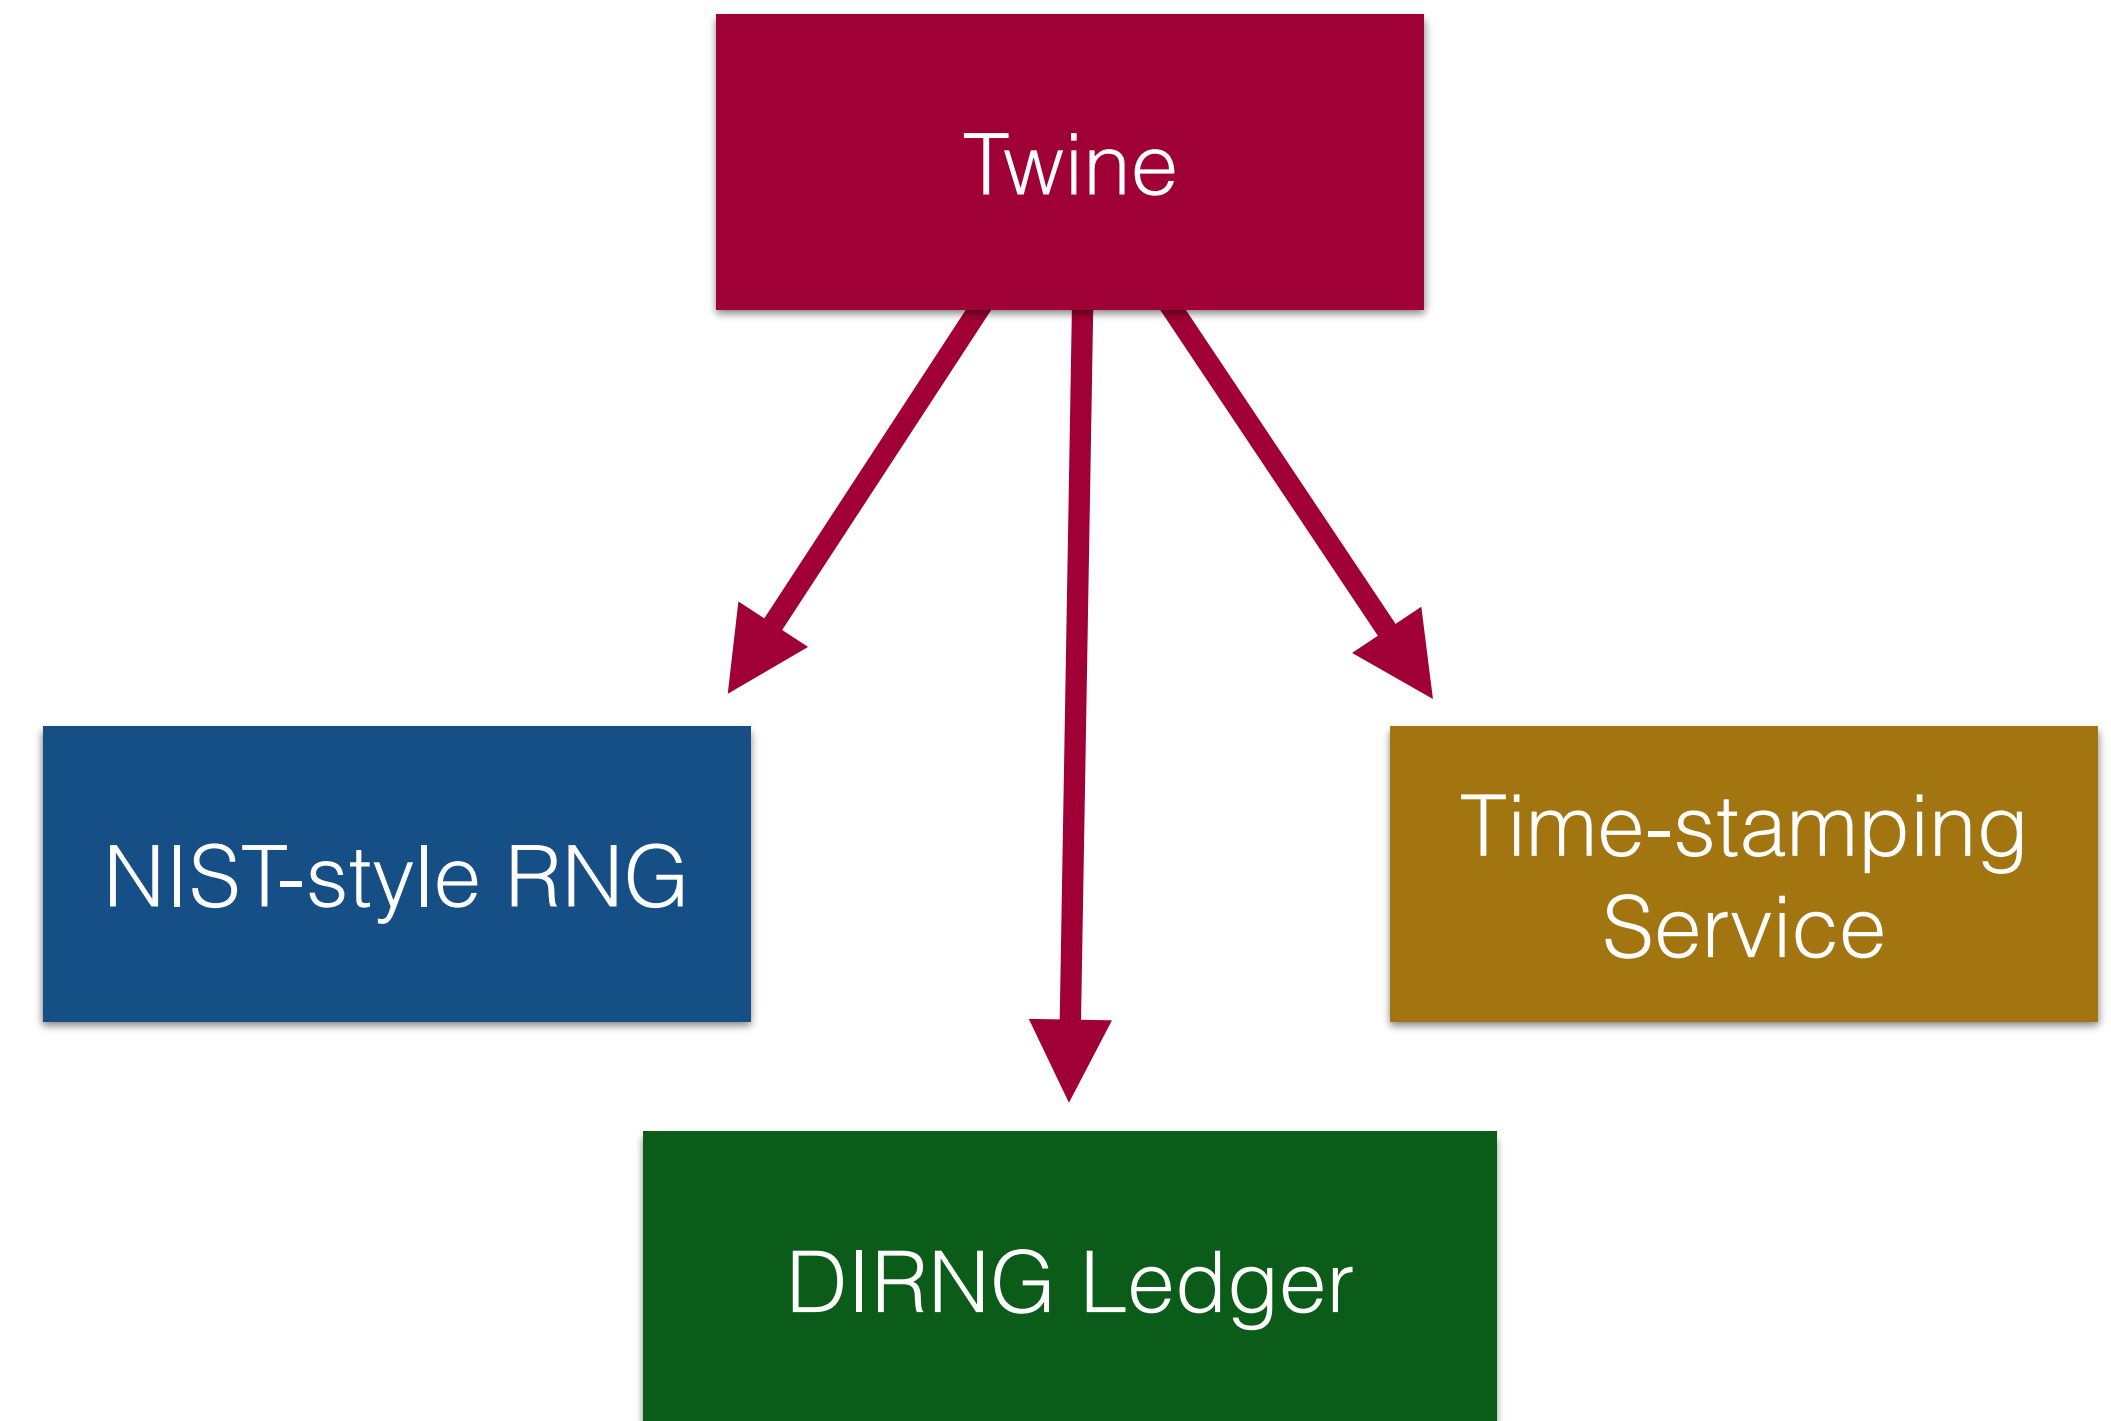 Twine
NIST-style RNG
Time-stamping
Service
DIRNG Ledger